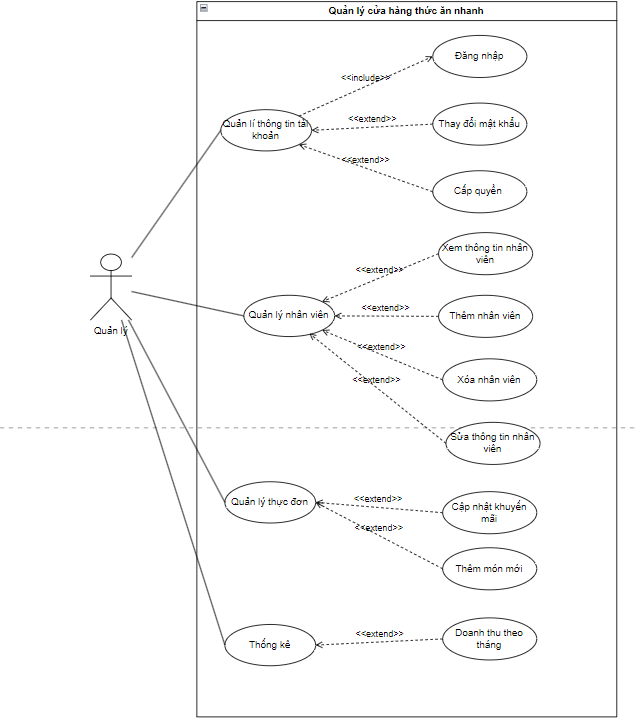 Quản lý cửa hàng thức ăn nhanh
Đăng nhập
<<include>>
Quản lí thông tin tài
khoản
<<extend>>
Thay đổi mật khẩu
<<extend>>
Cấp quyền
Xem thông tin nhân
viên
<<extend>>
Quản lý
Quản lý nhân viên
<<extend>>
Thêm nhân viên
<<extend>>
Xóa nhân viên
<<extend>>
Sửa thông tin nhân
viên
Quản lý thực đơn
<<extend>>
Cập nhật khuyến
mãi
<<extend>>
Thêm món mới
Thống kê
<<extend>>
Doanh thu theo
tháng